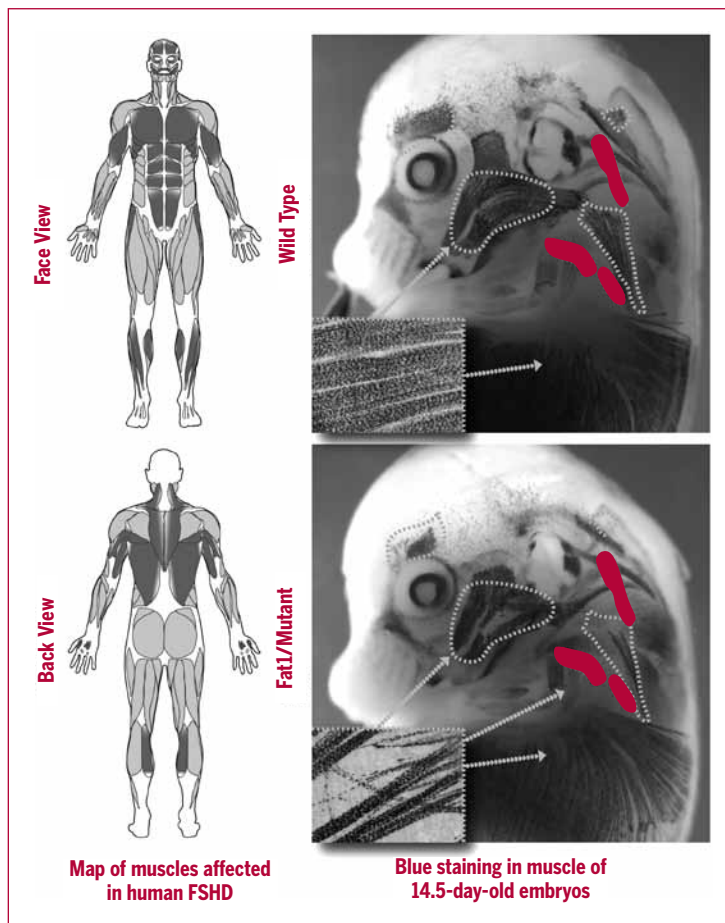 Face View
Wild Type
Back View
Fat1/Mutant
Map of muscles affected
in human FSHD
Blue staining in muscle of
14.5-day-old embryos